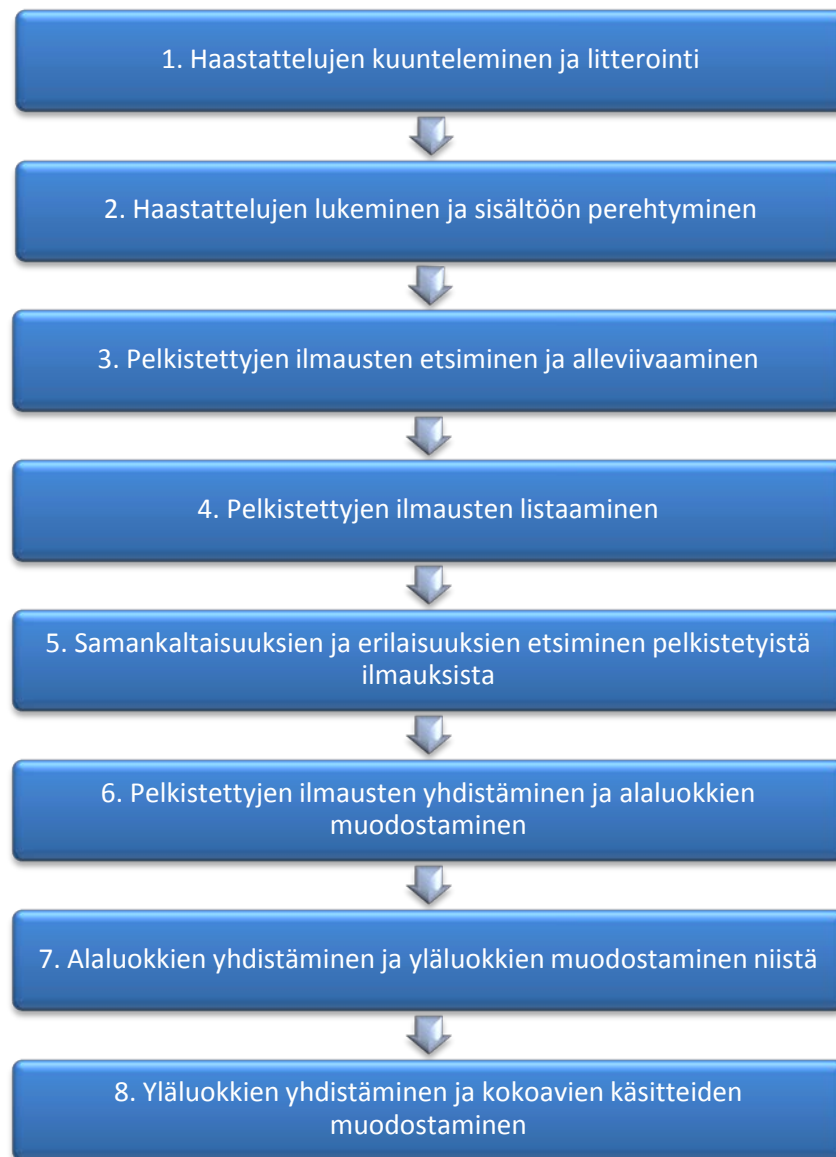 1. Haastattelujen kuunteleminen ja litterointi
2. Haastattelujen lukeminen ja sisältöön perehtyminen
3. Pelkistettyjen ilmausten etsiminen ja alleviivaaminen
4. Pelkistettyjen ilmausten listaaminen
5. Samankaltaisuuksien ja erilaisuuksien etsiminen pelkistetyistä
ilmauksista
6. Pelkistettyjen ilmausten yhdistäminen ja alaluokkien
muodostaminen
7. Alaluokkien yhdistäminen ja yläluokkien muodostaminen niistä
8. Yläluokkien yhdistäminen ja kokoavien käsitteiden
muodostaminen